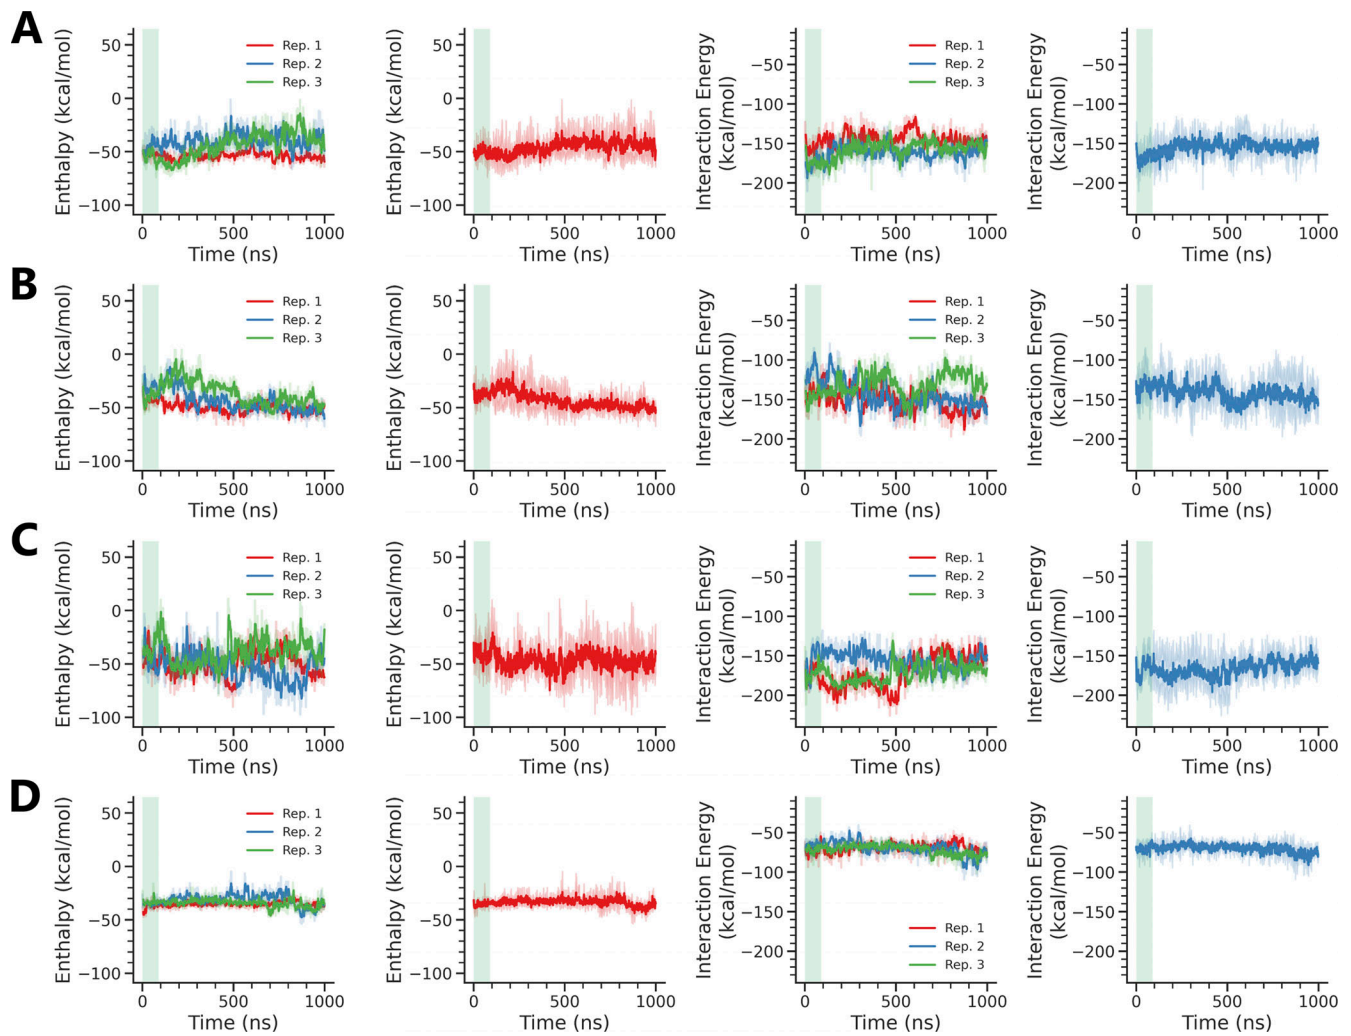 A
Enthalpy (kcal/mol)
50
0
−50
−100
Rep. 1
Rep. 2
Rep. 3
0 500 1000
Time (ns)
Enthalpy (kcal/mol)
50
0
−50
−100
0 500 1000
Time (ns)
Interaction Energy
(kcal/mol)
−50
−100
−150
−200
Rep. 1
Rep. 2
Rep. 3
0 500 1000
Time (ns)
Interaction Energy
(kcal/mol)
−50
−100
−150
−200
0 500 1000
Time (ns)
B
Enthalpy (kcal/mol)
50
0
−50
−100
Rep. 1
Rep. 2
Rep. 3
0 500 1000
Time (ns)
Enthalpy (kcal/mol)
50
0
−50
−100
0 500 1000
Time (ns)
Interaction Energy
(kcal/mol)
−50
−100
−150
−200
Rep. 1
Rep. 2
Rep. 3
0 500 1000
Time (ns)
Interaction Energy
(kcal/mol)
−50
−100
−150
−200
0 500 1000
Time (ns)
C
Enthalpy (kcal/mol)
50
0
−50
−100
Rep. 1
Rep. 2
Rep. 3
0 500 1000
Time (ns)
Enthalpy (kcal/mol)
50
0
−50
−100
0 500 1000
Time (ns)
Interaction Energy
(kcal/mol)
−50
−100
−150
−200
Rep. 1
Rep. 2
Rep. 3
0 500 1000
Time (ns)
Interaction Energy
(kcal/mol)
−50
−100
−150
−200
0 500 1000
Time (ns)
D
Enthalpy (kcal/mol)
50
0
−50
−100
Rep. 1
Rep. 2
Rep. 3
0 500 1000
Time (ns)
Enthalpy (kcal/mol)
50
0
−50
−100
0 500 1000
Time (ns)
Interaction Energy
(kcal/mol)
−50
−100
−150
−200
Rep. 1
Rep. 2
Rep. 3
0 500 1000
Time (ns)
Interaction Energy
(kcal/mol)
−50
−100
−150
−200
0 500 1000
Time (ns)